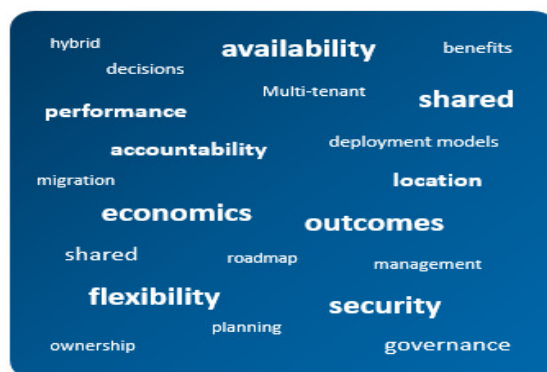 hybrid availability benefits
decisions
Multi-tenant shared
performance
accountability deployment models
migration location
economics outcomes
shared roadmap management
flexibility security
planning
ownership governance